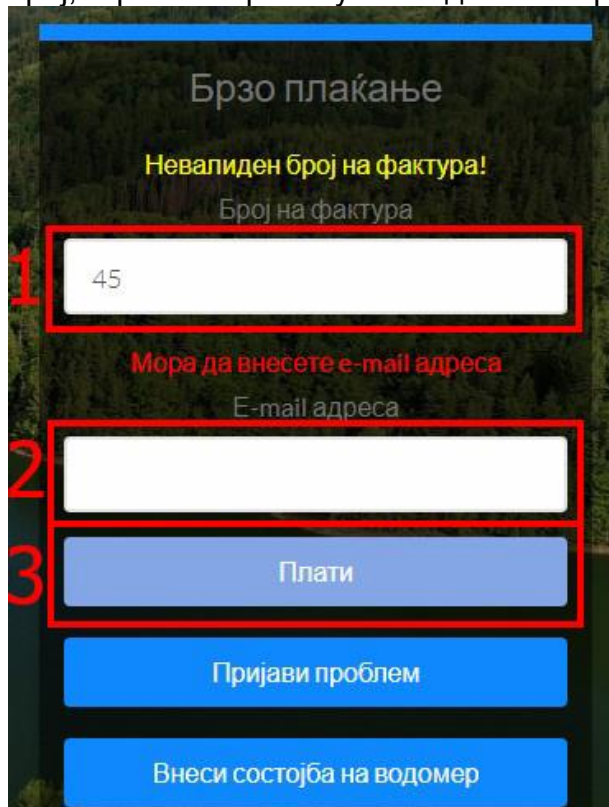 Брзо плаќање
Невалиден број на фактура!
Број на фактура
1
45
Мора да внесете e-mail адреса
E-mail адреса
2
3
Плати
Пријави проблем
Внеси состојба на водомер